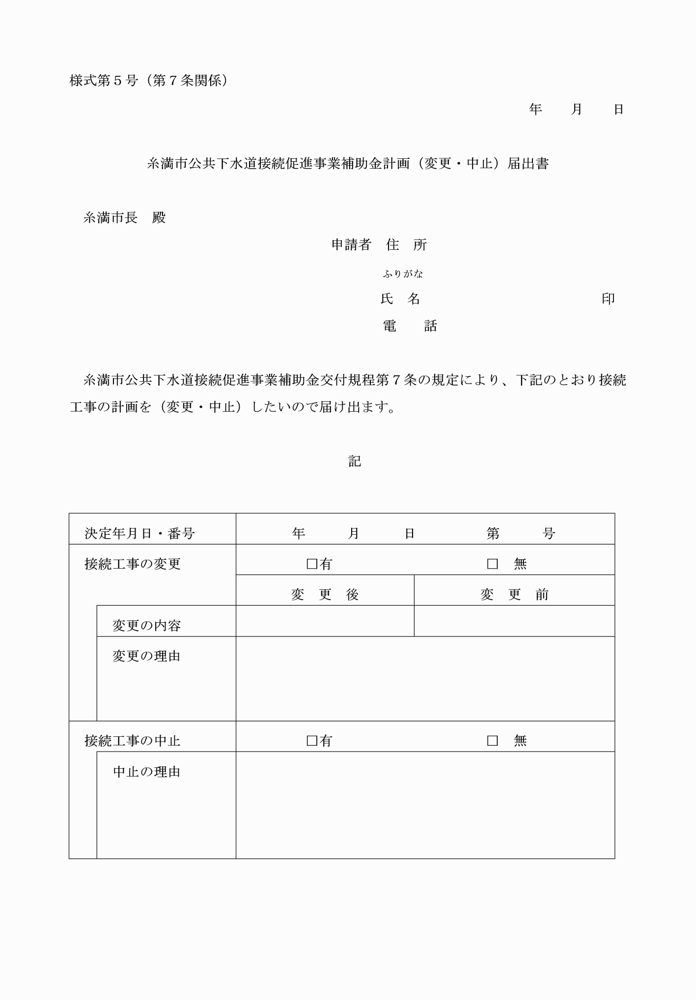 様式第５号（第７条関係）
年　　月　　日
糸満市公共下水道接続促進事業補助金計画（変更・中止）届出書
糸満市長　殿
申請者　住　所
ふりがな
氏　名　　　　　　　　　　　　　印
電　　話
糸満市公共下水道接続促進事業補助金交付規程第７条の規定により、下記のとおり接続
工事の計画を（変更・中止）したいので届け出ます。
記
決定年月日・番号　　年　　　月　　　日　　　　　第　　　号
接続工事の変更　　□有　　□　無
変　更　後　　変　更　前
変更の内容
変更の理由
接続工事の中止　　□有　　□　無
中止の理由